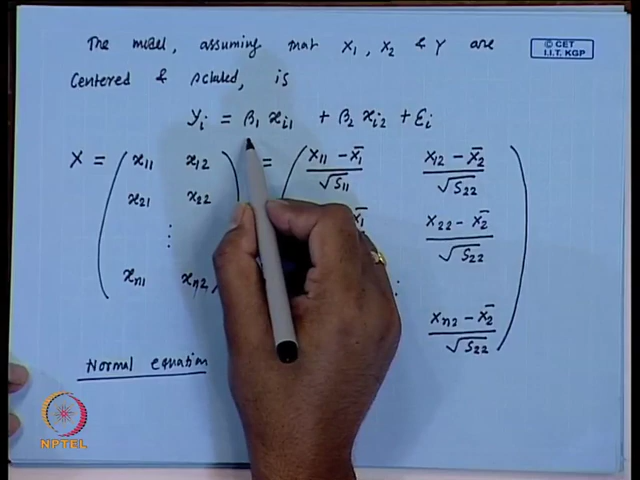 The model, assuming that X₁, X₂ & Y are
© CET
I.I.T. KGP
Centered & scaled, is
yᵢ = β₁ xᵢ₁ + β₂ xᵢ₂ + εᵢ
X = ( x₁₁ x₁₂ ) = ( (X₁₁ − X̄₁)/√S₁₁ (X₁₂ − X̄₂)/√S₂₂ )
x₂₁ x₂₂ X̄₁ (X₂₂ − X̄₂)/√S₂₂
⋮
xₙ₁ xₙ₂ (Xₙ₂ − X̄₂)/√S₂₂
Normal equation
NPTEL